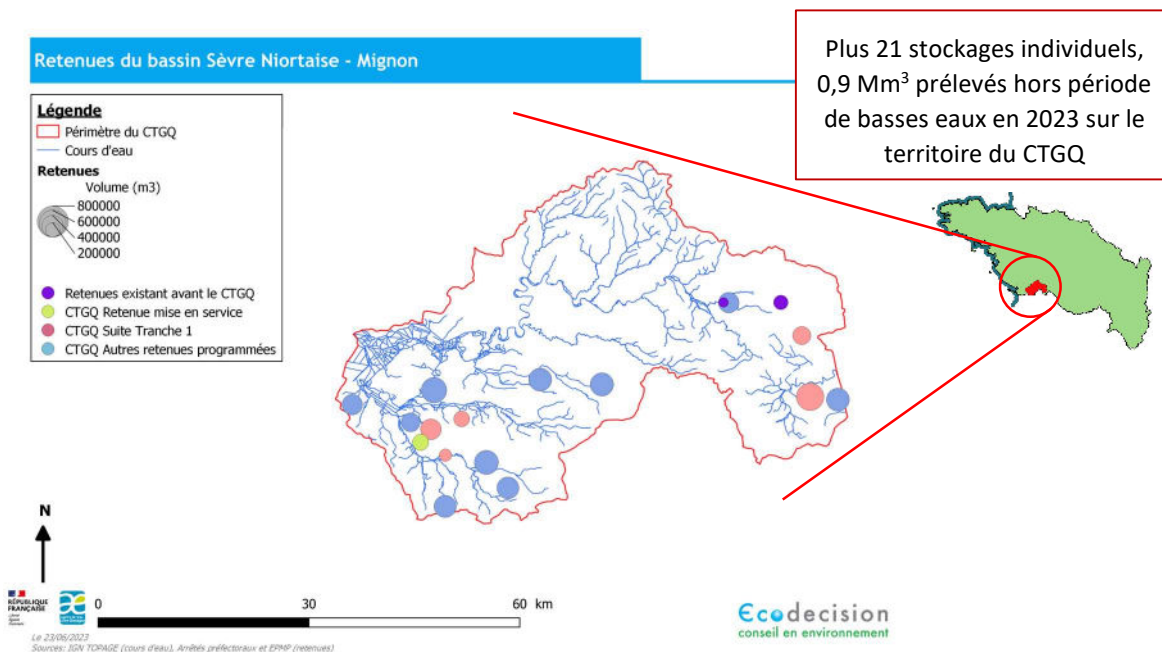 Retenues du bassin Sèvre Niortaise - Mignon
Plus 21 stockages individuels,
0,9 Mm³ prélevés hors période
de basses eaux en 2023 sur le
territoire du CTGQ
Légende
Périmètre du CTGQ
Cours d'eau
Retenues
Volume (m3)
800000
600000
400000
200000
Retenues existant avant le CTGQ
CTGQ Retenue mise en service
CTGQ Suite Tranche 1
CTGQ Autres retenues programmées
N
RÉPUBLIQUE
FRANÇAISE
0 30 60 km
Ecodecision
conseil en environnement
Le 23/06/2023
Sources: IGN TOPAGE (cours d'eau), Arrêtés préfectoraux et EPMP (retenues)